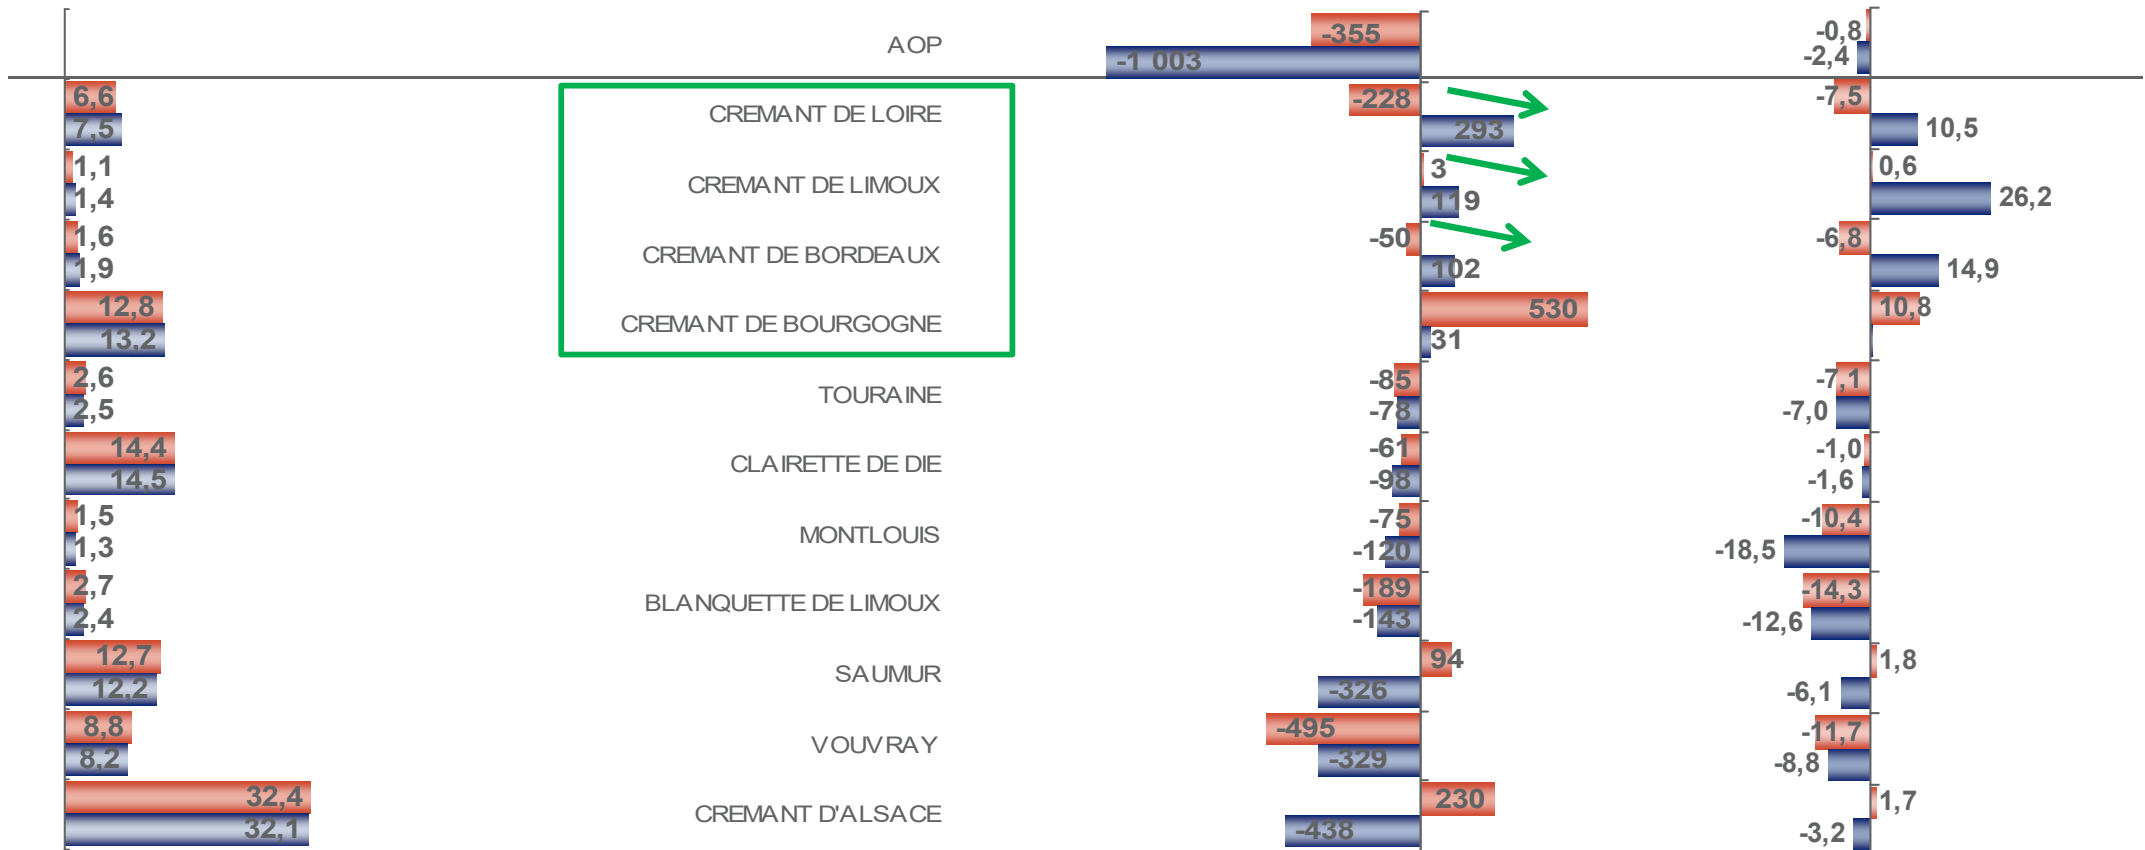 AOP -355 -0,8
-1 003 -2,4
6,6 CREMANT DE LOIRE -228 -7,5
7,5 293 10,5
1,1 CREMANT DE LIMOUX 3 0,6
1,4 119 26,2
1,6 CREMANT DE BORDEAUX -50 -6,8
1,9 102 14,9
12,8 CREMANT DE BOURGOGNE 530 10,8
13,2 31
2,6 TOURAINE -85 -7,1
2,5 -78 -7,0
14,4 CLAIRETTE DE DIE -61 -1,0
14,5 -98 -1,6
1,5 MONTLOUIS -75 -10,4
1,3 -120 -18,5
2,7 BLANQUETTE DE LIMOUX -189 -14,3
2,4 -143 -12,6
12,7 SAUMUR 94 1,8
12,2 -326 -6,1
8,8 VOUVRAY -495 -11,7
8,2 -329 -8,8
32,4 CREMANT D'ALSACE 230 1,7
32,1 -438 -3,2